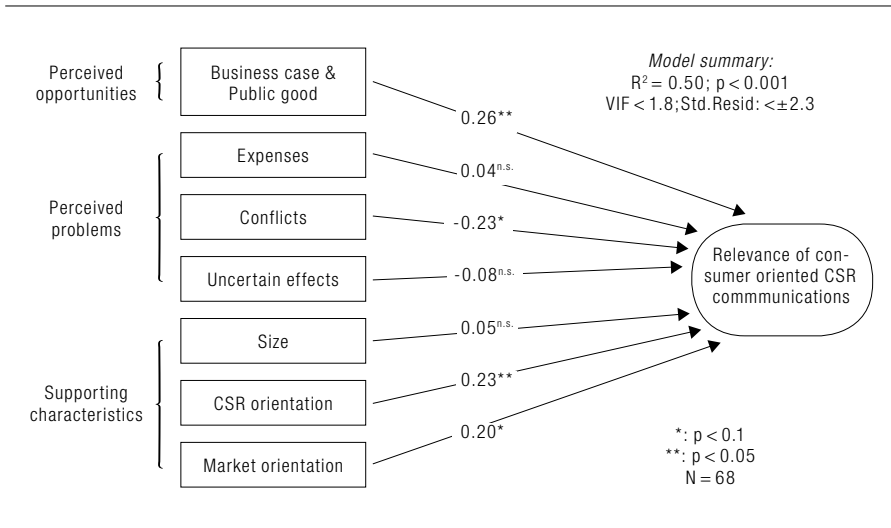 Perceived
opportunities
Business case &
Public good
Model summary:
R² = 0.50; p < 0.001
VIF < 1.8;Std.Resid: <±2.3
0.26**
Perceived
problems
Expenses
0.04n.s.
Conflicts
-0.23*
Uncertain effects
-0.08n.s.
Relevance of con-
sumer oriented CSR
commmunications
Supporting
characteristics
Size
0.05n.s.
CSR orientation
0.23**
Market orientation
0.20*
*: p < 0.1
**: p < 0.05
N = 68